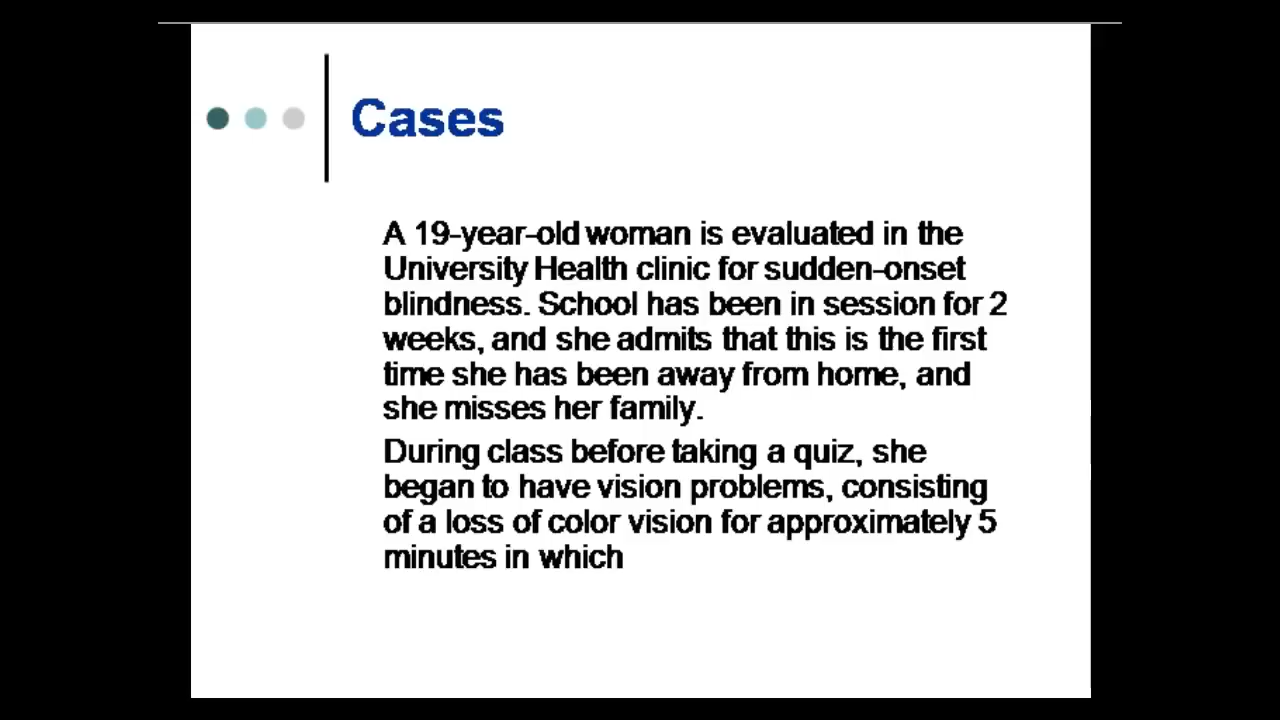 Cases
A 19-year-old woman is evaluated in the
University Health clinic for sudden-onset
blindness. School has been in session for 2
weeks, and she admits that this is the first
time she has been away from home, and
she misses her family.
During class before taking a quiz, she
began to have vision problems, consisting
of a loss of color vision for approximately 5
minutes in which